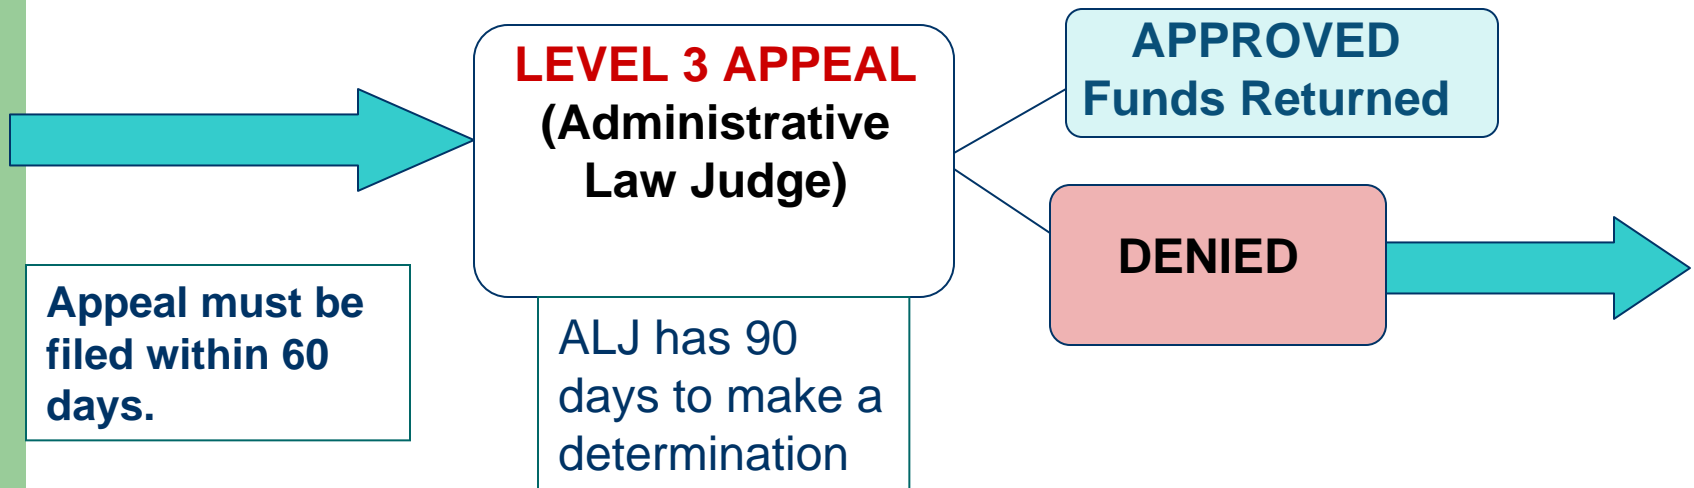 LEVEL 3 APPEAL
(Administrative
Law Judge)
APPROVED
Funds Returned
DENIED
Appeal must be
filed within 60
days.
ALJ has 90
days to make a
determination